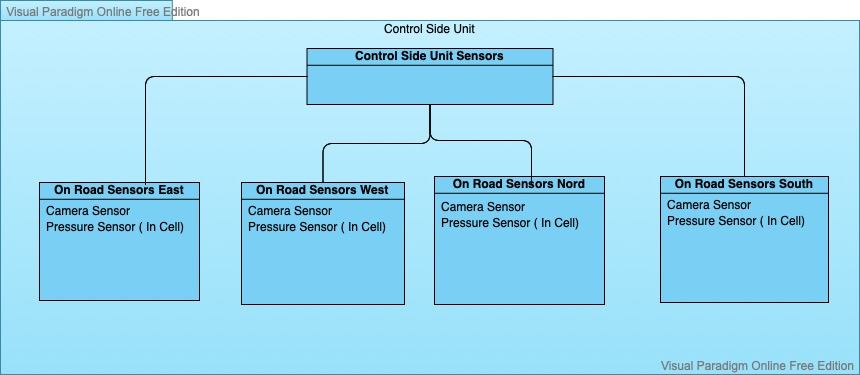 Visual Paradigm Online Free Edition
Control Side Unit
Control Side Unit Sensors
On Road Sensors East
Camera Sensor
Pressure Sensor ( In Cell)
On Road Sensors West
Camera Sensor
Pressure Sensor ( In Cell)
On Road Sensors Nord
Camera Sensor
Pressure Sensor ( In Cell)
On Road Sensors South
Camera Sensor
Pressure Sensor ( In Cell)
Visual Paradigm Online Free Edition